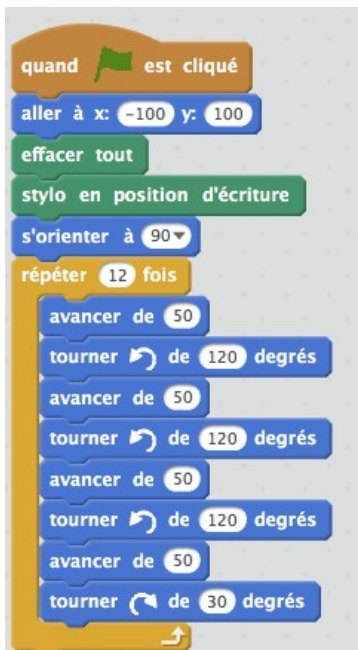 quand est cliqué
aller à x: -100 y: 100
effacer tout
stylo en position d'écriture
s'orienter à 90
répéter 12 fois
avancer de 50
tourner de 120 degrés
avancer de 50
tourner de 120 degrés
avancer de 50
tourner de 120 degrés
avancer de 50
tourner de 30 degrés